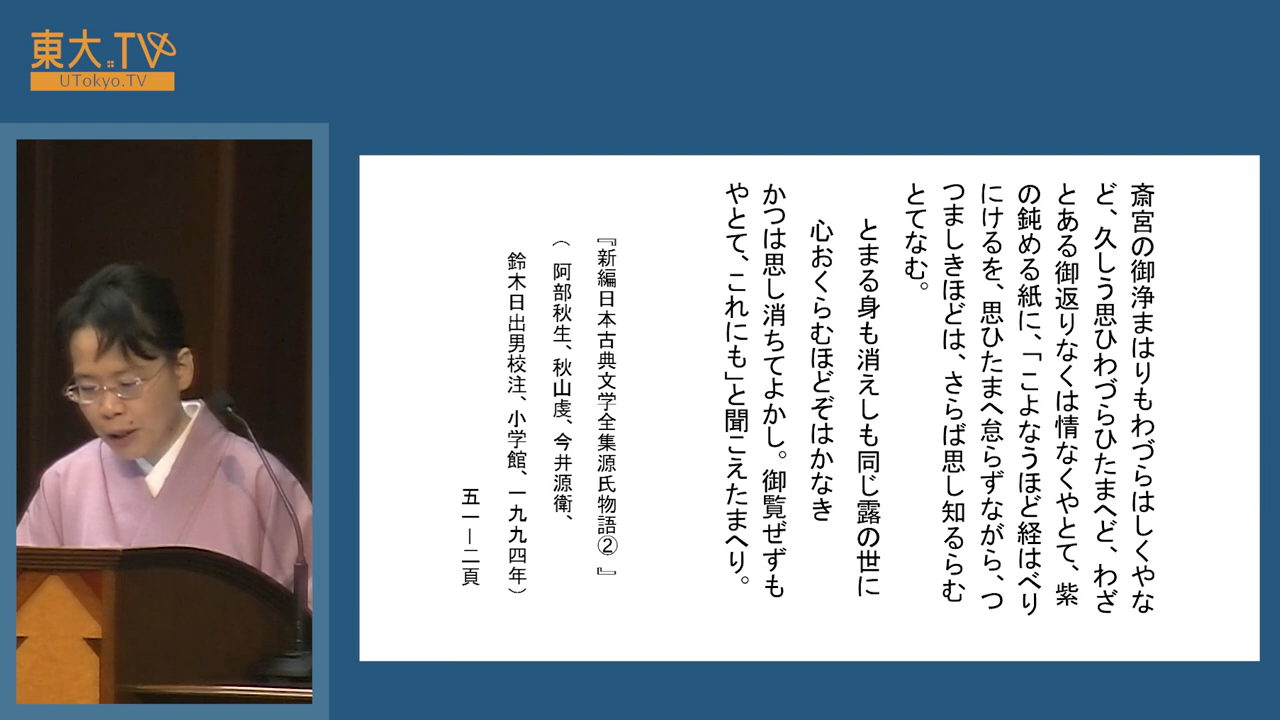 東大.TV
UTokyo.TV
斎宮の御浄まはりもわづらはしくやな
ど、久しう思ひわづらひたまへど、わざ
とある御返りなくは情なくやとて、紫
の鈍める紙に、「こよなうほど経はべり
にけるを、思ひたまへ怠らずながら、つ
つましきほどは、さらば思し知るらむ
とてなむ。
とまる身も消えしも同じ露の世に
心おくらむほどぞはかなき
かつは思し消ちてよかし。御覧ぜずも
やとて、これにも」と聞こえたまへり。
『新編日本古典文学全集源氏物語②』
（阿部秋生、秋山虔、今井源衛、
鈴木日出男校注、小学館、一九九四年）
五一―二頁